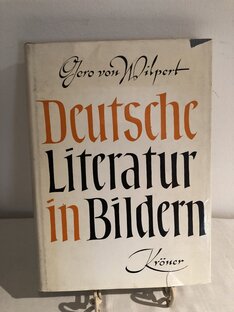 Gero von Wilpert
Deutsche
Literatur
in Bildern
Kröner